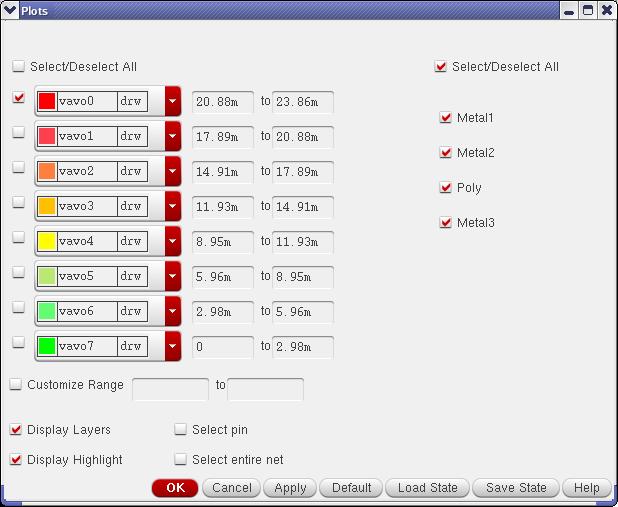 Plots
Select/Deselect All Select/Deselect All
vavo0 drw 20.88m to 23.86m
Metal1
vavo1 drw 17.89m to 20.88m
Metal2
vavo2 drw 14.91m to 17.89m
Poly
vavo3 drw 11.93m to 14.91m
Metal3
vavo4 drw 8.95m to 11.93m
vavo5 drw 5.96m to 8.95m
vavo6 drw 2.98m to 5.96m
vavo7 drw 0 to 2.98m
Customize Range to
Display Layers Select pin
Display Highlight Select entire net
OK Cancel Apply Default Load State Save State Help